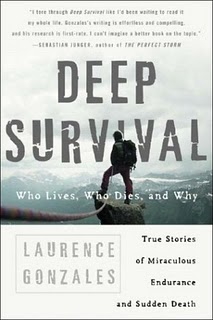 "I tore through Deep Survival like I'd been waiting to read it
my whole life. Gonzales's writing is effortless and compelling,
and his research is first-rate. I can't imagine a better book on the topic."
—SEBASTIAN JUNGER, author of THE PERFECT STORM
DEEP
SURVIVAL
Who Lives, Who Dies, and Why
LAURENCE
GONZALES
True Stories
of Miraculous
Endurance
and Sudden Death